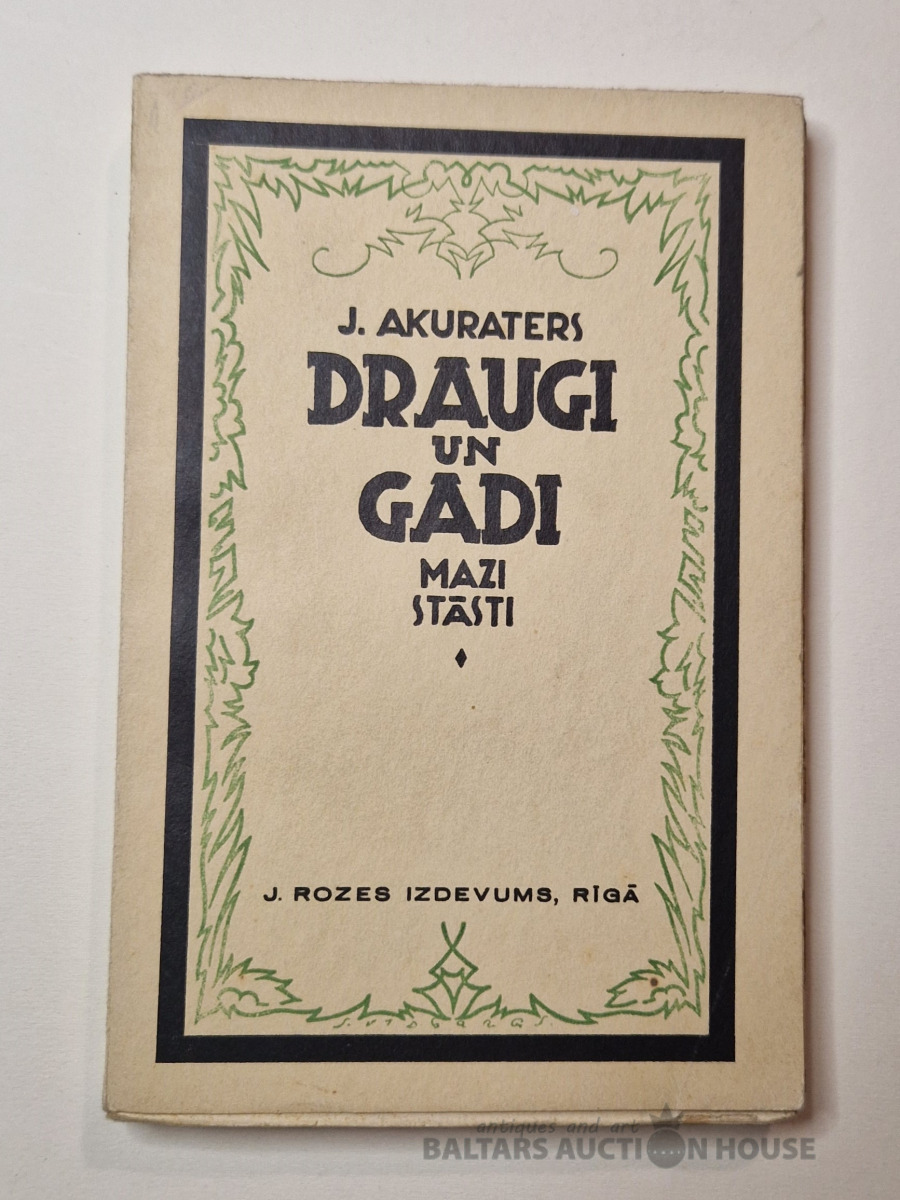 J. AKURATERS
DRAUGI
UN
GADI
MAZI
STĀSTI
J. ROZES IZDEVUMS, RĪGĀ
antiques and art
BALTARS AUCTION HOUSE